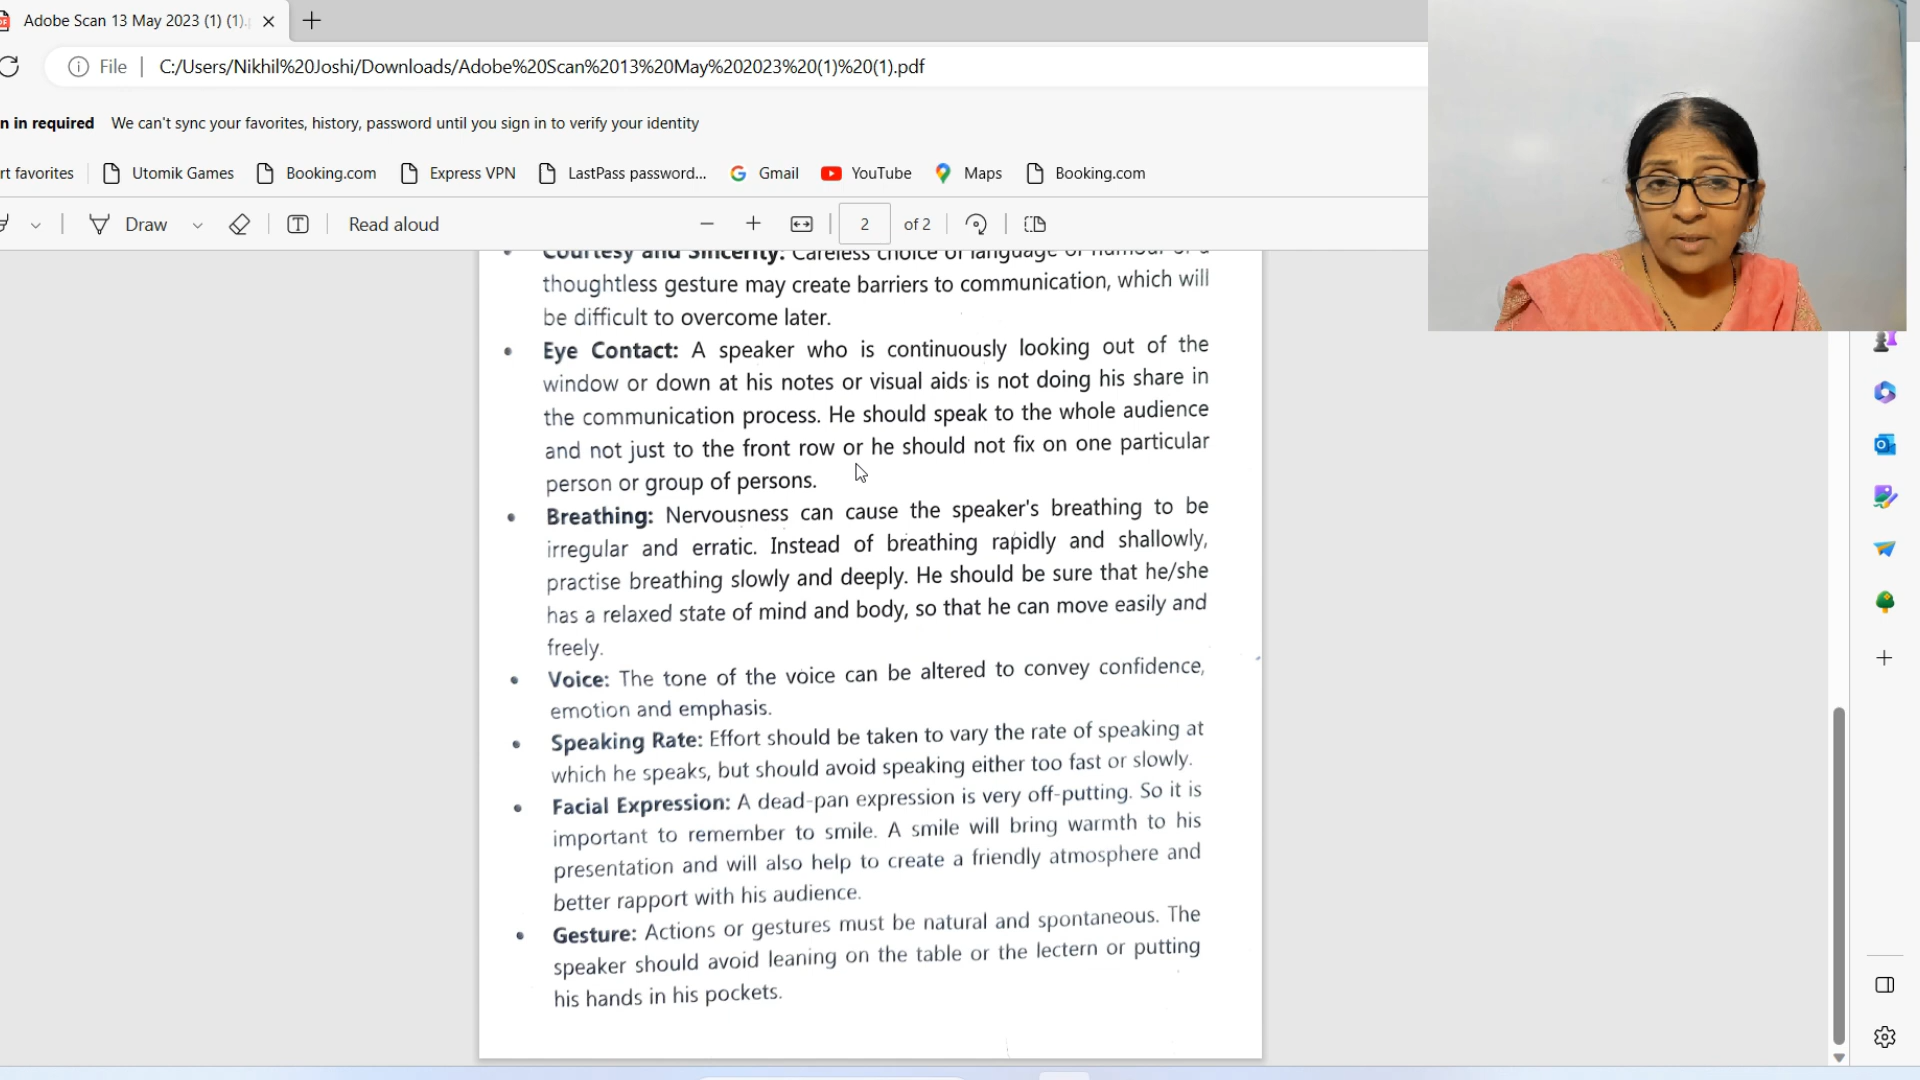 Adobe Scan 13 May 2023 (1) (1).
File
C:/Users/Nikhil%20Joshi/Downloads/Adobe%20Scan%2013%20May%202023%20(1)%20(1).pdf
n in required We can't sync your favorites, history, password until you sign in to verify your identity
rt favorites Utomik Games Booking.com Express VPN LastPass password... Gmail YouTube Maps Booking.com
Draw Read aloud 2 of 2
Courtesy and Sincerity: Careless choice of language or humour or a
thoughtless gesture may create barriers to communication, which will
be difficult to overcome later.
• Eye Contact: A speaker who is continuously looking out of the
window or down at his notes or visual aids is not doing his share in
the communication process. He should speak to the whole audience
and not just to the front row or he should not fix on one particular
person or group of persons.
• Breathing: Nervousness can cause the speaker's breathing to be
irregular and erratic. Instead of breathing rapidly and shallowly,
practise breathing slowly and deeply. He should be sure that he/she
has a relaxed state of mind and body, so that he can move easily and
freely.
• Voice: The tone of the voice can be altered to convey confidence,
emotion and emphasis.
• Speaking Rate: Effort should be taken to vary the rate of speaking at
which he speaks, but should avoid speaking either too fast or slowly.
• Facial Expression: A dead-pan expression is very off-putting. So it is
important to remember to smile. A smile will bring warmth to his
presentation and will also help to create a friendly atmosphere and
better rapport with his audience.
• Gesture: Actions or gestures must be natural and spontaneous. The
speaker should avoid leaning on the table or the lectern or putting
his hands in his pockets.